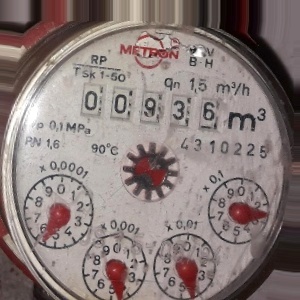 METRON
V
B-H
RP
TSk 1-50
qn 1,5 m³/h
00936 m³
p 0,1 MPa
PN 1,6
90°C
4310225
x 0,0001
x 0,1
x 0,001
x 0,01